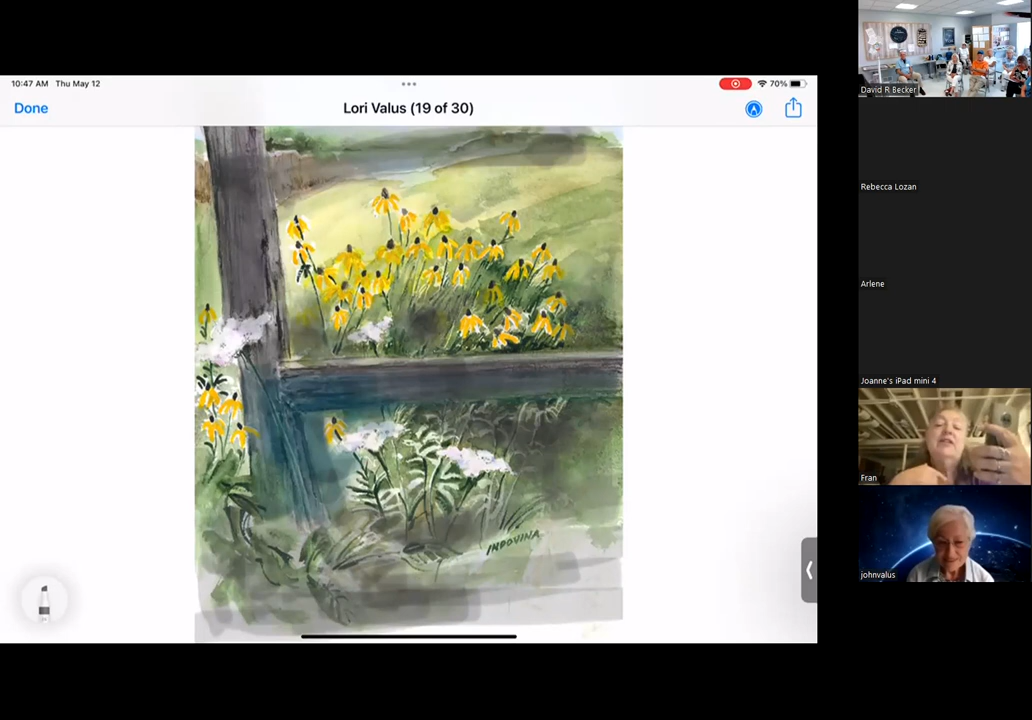 10:47 AM Thu May 12
70%
Done
Lori Valus (19 of 30)
INDOVINA
David R Becker
Rebecca Lozan
Arlene
Joanne's iPad mini 4
Fran
johnvalus